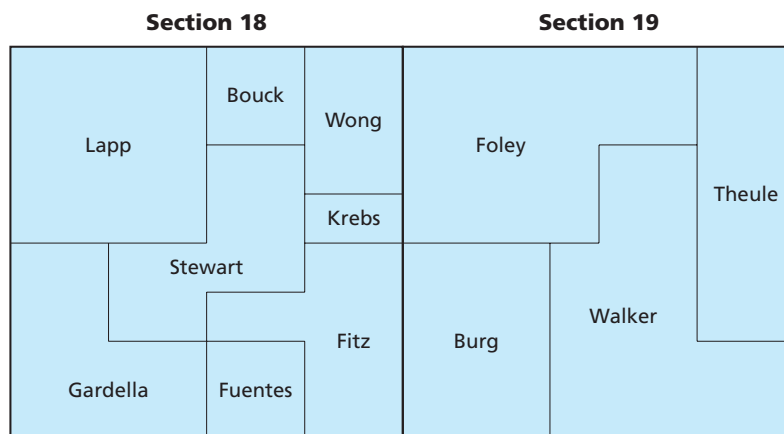 Section 18
Section 19
Bouck
Wong
Lapp
Foley
Theule
Krebs
Stewart
Walker
Fitz
Burg
Gardella
Fuentes